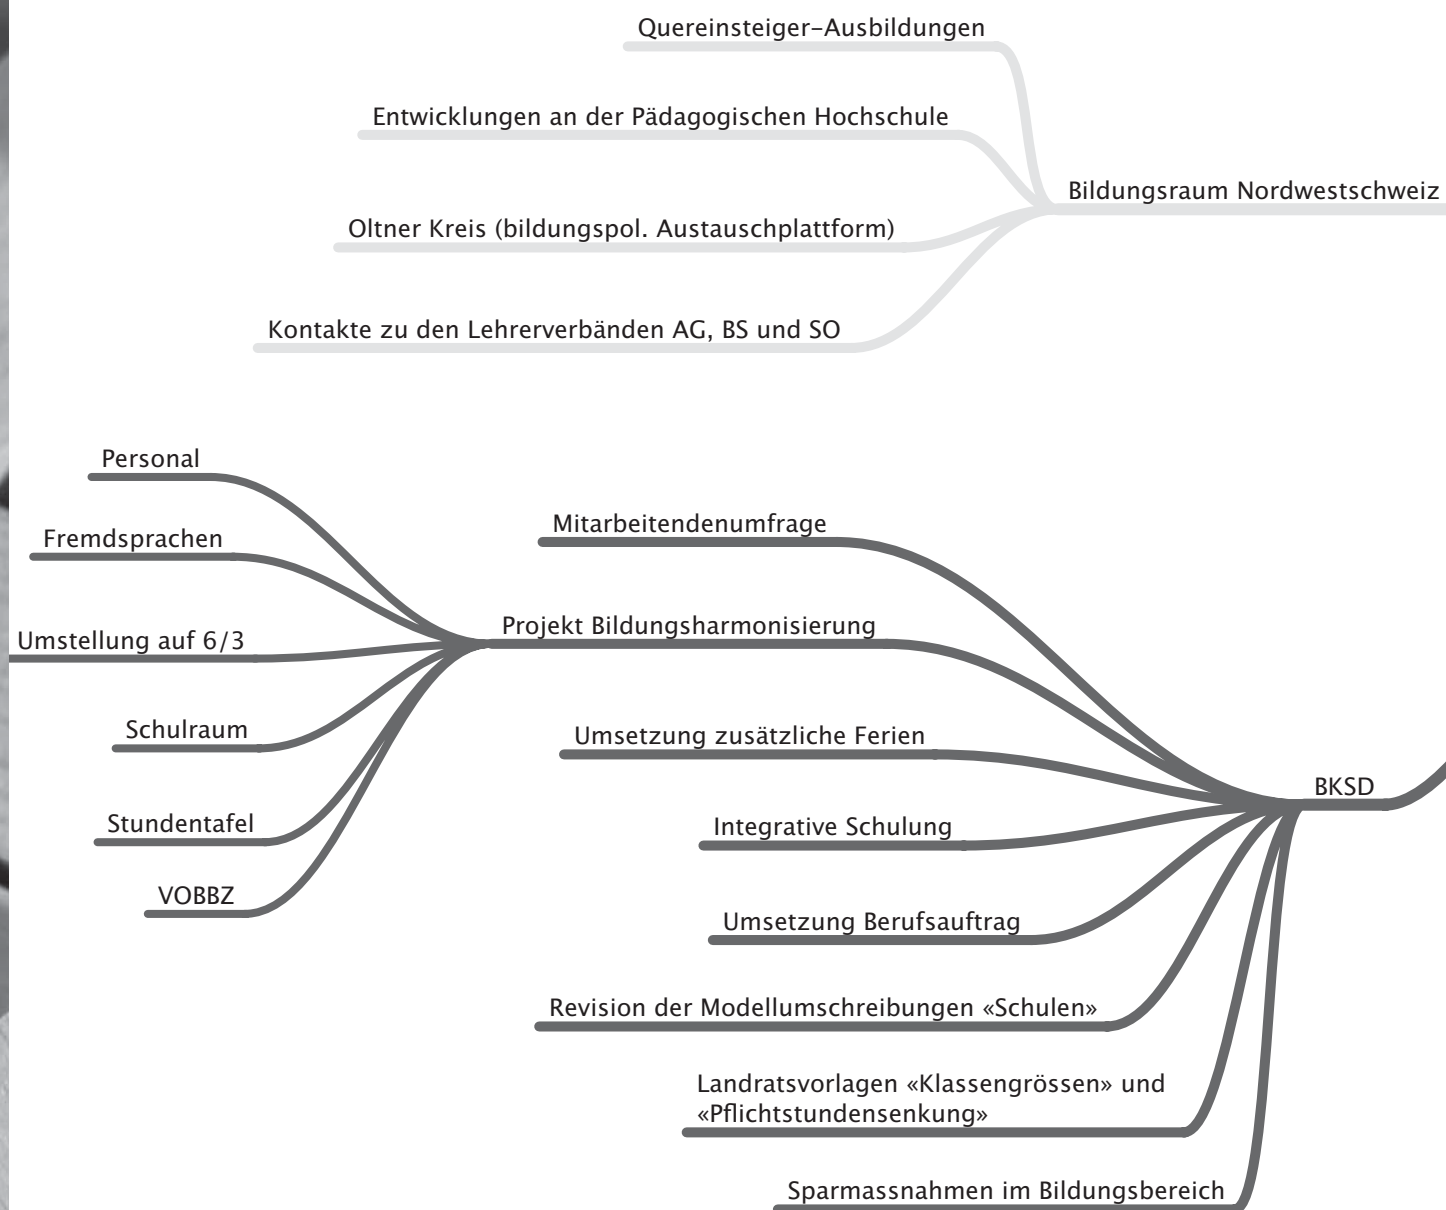 Quereinsteiger-Ausbildungen
Entwicklungen an der Pädagogischen Hochschule
Bildungsraum Nordwestschweiz
Oltner Kreis (bildungspol. Austauschplattform)
Kontakte zu den Lehrerverbänden AG, BS und SO
Personal
Fremdsprachen
Umstellung auf 6/3
Schulraum
Stundentafel
VOBBZ
Mitarbeitendenumfrage
Projekt Bildungsharmonisierung
Umsetzung zusätzliche Ferien
BKSD
Integrative Schulung
Umsetzung Berufsauftrag
Revision der Modellumschreibungen «Schulen»
Landratsvorlagen «Klassengrössen» und
«Pflichtstundensenkung»
Sparmassnahmen im Bildungsbereich